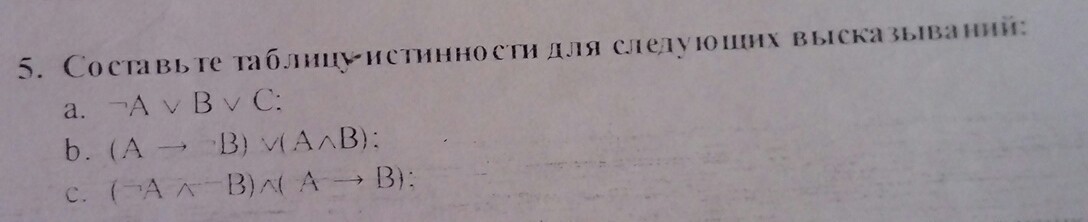 5. Составьте таблицу истинности для следующих высказываний:
a. ¬A ∨ B ∨ C;
b. (A → ¬B) ∨(A∧B);
c. (¬A ∧ ¬B)∧( A → B);